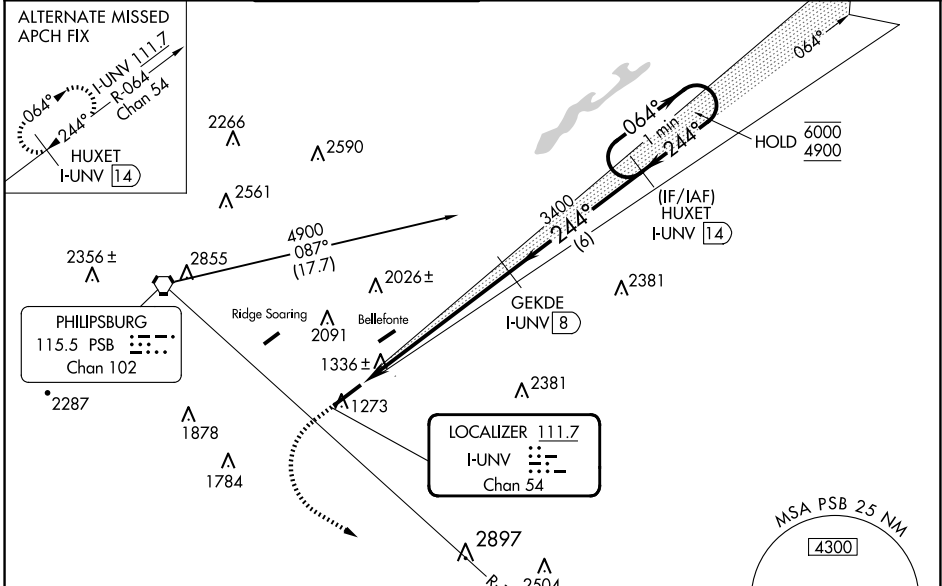 ALTERNATE MISSED
APCH FIX
I-UNV 111.7
R-064
Chan 54
064°
244°
HUXET
I-UNV 14
2266
2590
2561
2356 ±
2855
4900
087°
(17.7)
2026 ±
PHILIPSBURG
115.5 PSB
Chan 102
Ridge Soaring
2091
Bellefonte
1336 ±
1273
2287
1878
1784
064°
064°
1 min
244°
HOLD
6000
4900
(IF/IAF)
HUXET
I-UNV 14
3400
244°
(6)
GEKDE
I-UNV 8
2381
2381
LOCALIZER 111.7
I-UNV
Chan 54
2897
2504
MSA PSB 25 NM
4300